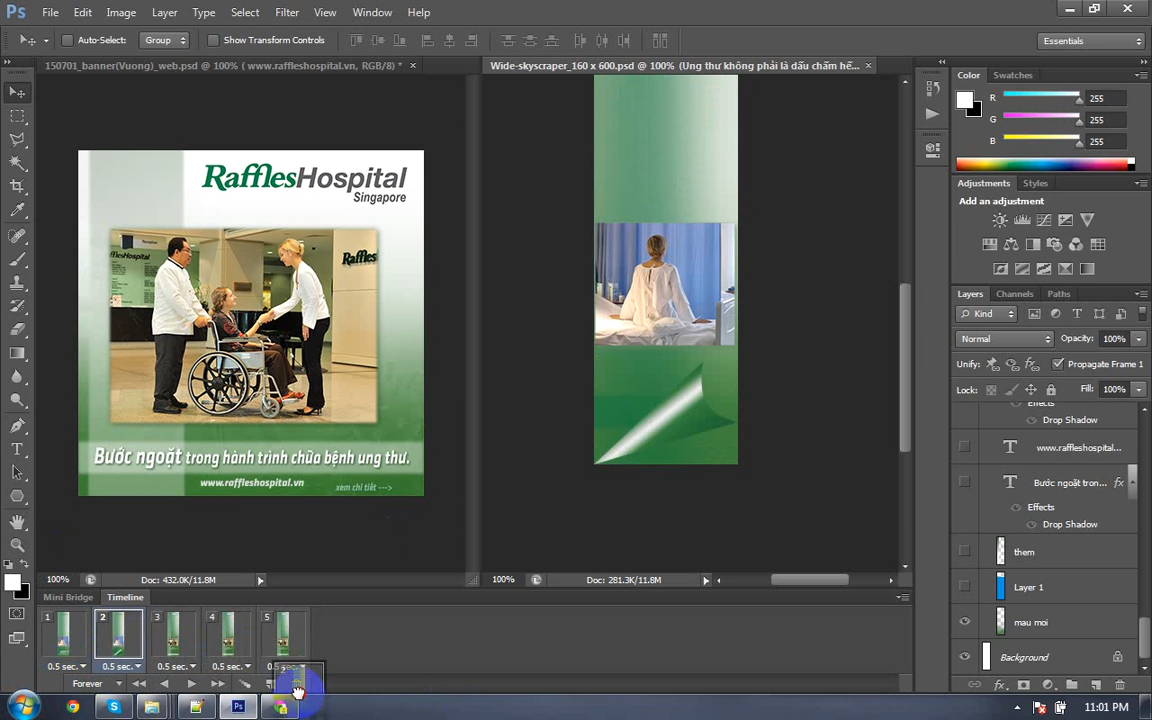 Ps File Edit Image Layer Type Select Filter View Window Help
Auto-Select: Group Show Transform Controls Essentials
150701_banner(Vuong)_web.psd @ 100% ( www.raffleshospital.vn, RGB/8) * ×
Wide-skyscraper_160 x 600.psd @ 100% (Ung thư không phải là dấu chấm hế... ×
Color Swatches
R 255
G 255
B 255
Adjustments Styles
Add an adjustment
Layers Channels Paths
Kind
Normal Opacity: 100%
Unify: Propagate Frame 1
Lock: Fill: 100%
Effects
Drop Shadow
www.raffleshospital...
Bước ngoặt tron... fx
Effects
Drop Shadow
them
Layer 1
mau moi
Background
RafflesHospital
Singapore
Raffles
Bước ngoặt trong hành trình chữa bệnh ung thư.
www.raffleshospital.vn
xem chi tiết --->
100% Doc: 432.0K/11.8M
100% Doc: 281.3K/11.8M
Mini Bridge Timeline
1 2 3 4 5
0.5 sec. 0.5 sec. 0.5 sec. 0.5 sec. 0.5 sec.
Forever
11:01 PM